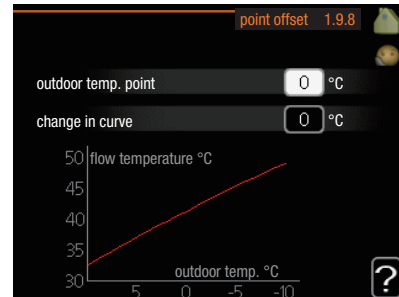 point offset 1.9.8
outdoor temp. point 0 °C
change in curve 0 °C
50 flow temperature °C
45
40
35
30 outdoor temp. °C
5 0 -5 -10
?